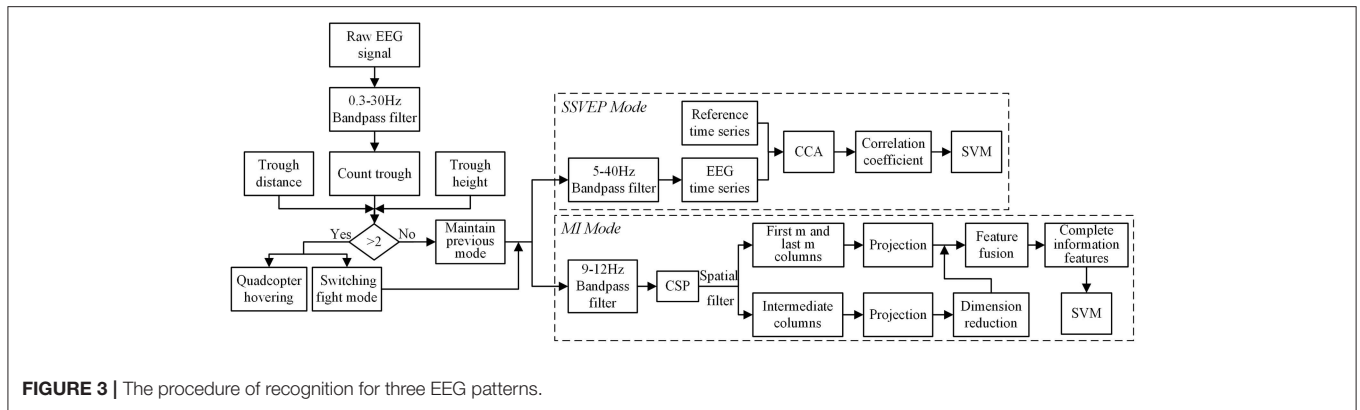 Raw EEG
signal
0.3-30Hz
Bandpass filter
Trough
distance
Count trough
Trough
height
Yes
>2
No
Maintain
previous
mode
Quadcopter
hovering
Switching
fight mode
SSVEP Mode
Reference
time series
5-40Hz
Bandpass filter
EEG
time series
CCA
Correlation
coefficient
SVM
MI Mode
9-12Hz
Bandpass
filter
CSP
Spatial
filter
First m and
last m
columns
Projection
Feature
fusion
Complete
information
features
Intermediate
columns
Projection
Dimension
reduction
SVM
FIGURE 3 | The procedure of recognition for three EEG patterns.